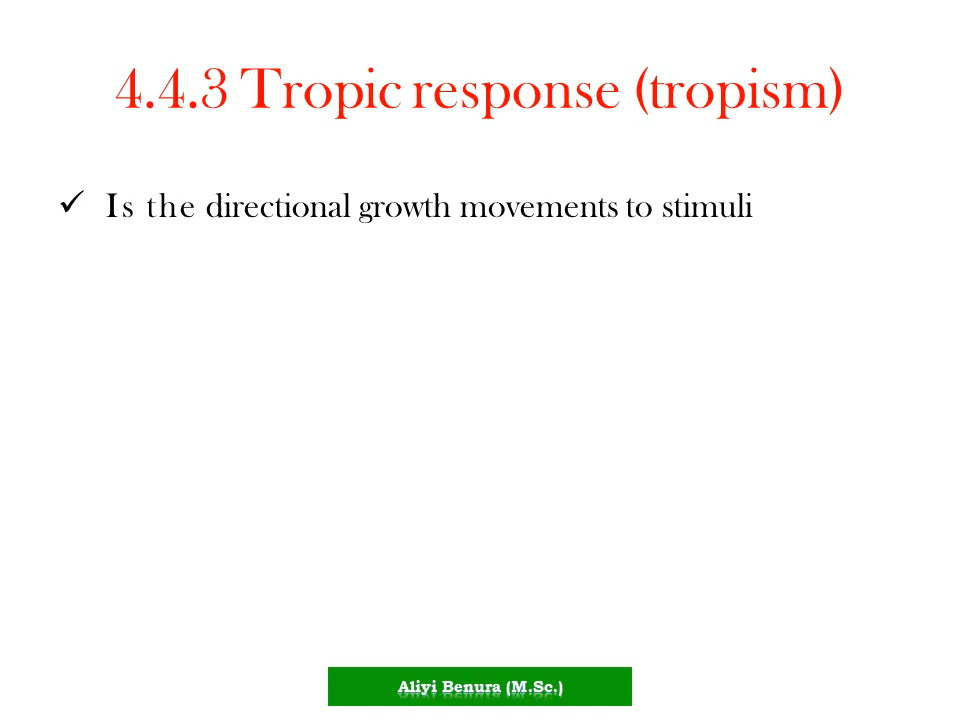 4.4.3 Tropic response (tropism)
✓ Is the directional growth movements to stimuli
Aliyi Benura (M.Sc.)